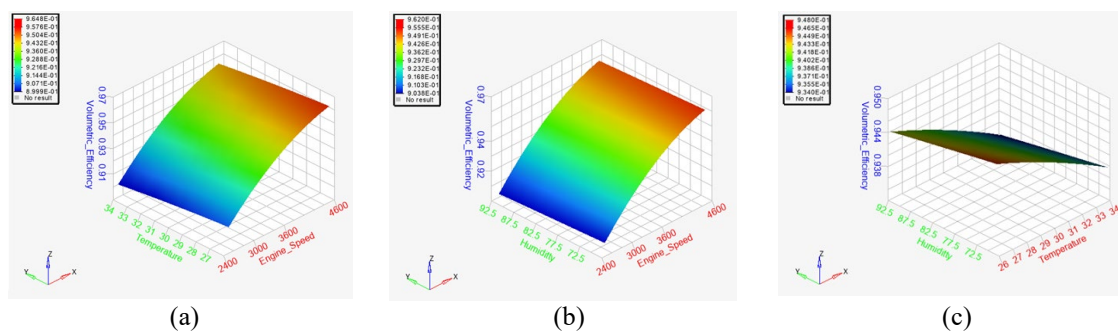 9.648E-01
9.576E-01
9.504E-01
9.432E-01
9.360E-01
9.288E-01
9.216E-01
9.144E-01
9.071E-01
8.999E-01
No result
Volumetric_Efficiency
0.97
0.95
0.93
0.91
34 33 32 31 30 29 28 27
Temperature
2400 3000 3600 4600
Engine_Speed
Z
Y
X
(a)
9.620E-01
9.555E-01
9.491E-01
9.426E-01
9.362E-01
9.297E-01
9.232E-01
9.168E-01
9.103E-01
9.038E-01
No result
Volumetric_Efficiency
0.97
0.94
0.92
92.5 87.5 82.5 77.5 72.5
Humidity
2400 3000 3600 4600
Engine_Speed
Z
Y
X
(b)
9.480E-01
9.465E-01
9.449E-01
9.433E-01
9.418E-01
9.402E-01
9.386E-01
9.371E-01
9.355E-01
9.340E-01
No result
Volumetric_Efficiency
0.950
0.944
0.938
92.5 87.5 82.5 77.5 72.5
Humidity
26 27 28 29 30 31 32 33 34
Temperature
Z
Y
X
(c)